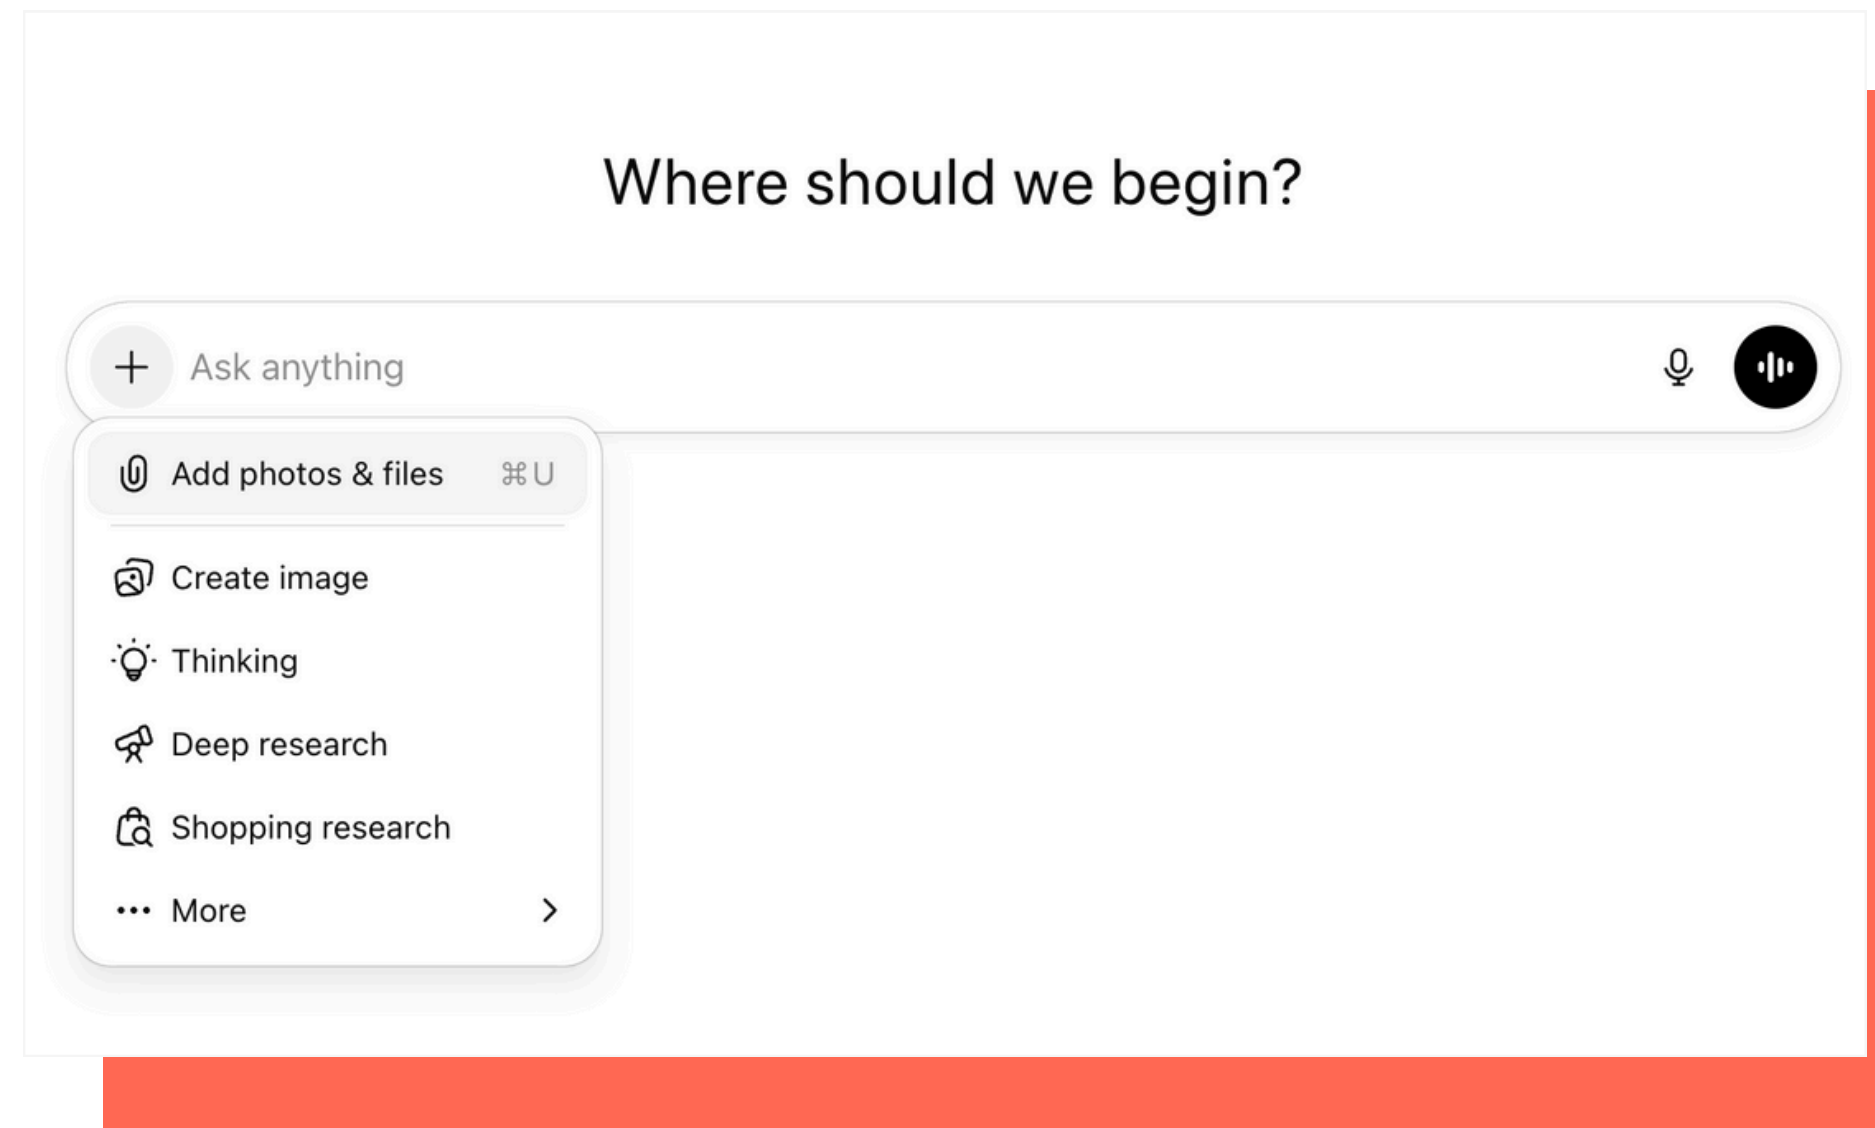 Where should we begin?
Ask anything
Add photos & files ⌘U
Create image
Thinking
Deep research
Shopping research
More